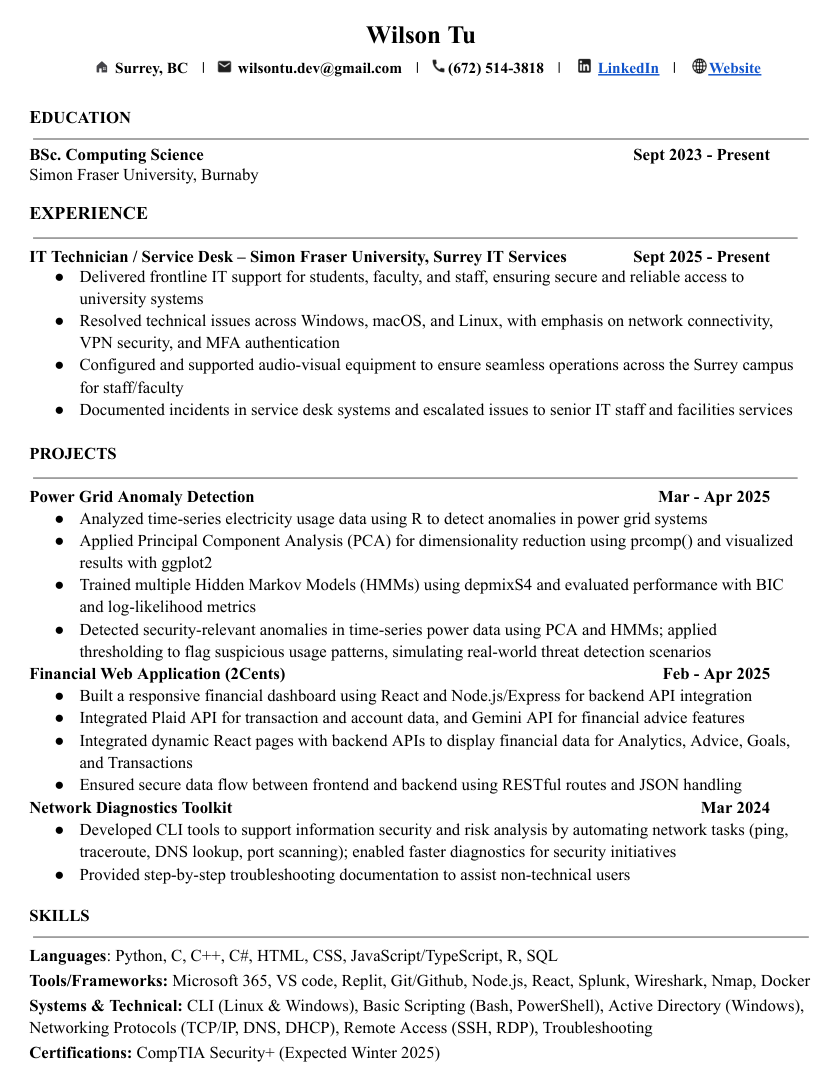 Wilson Tu
Surrey, BC | wilsontu.dev@gmail.com | (672) 514-3818 | LinkedIn | Website
EDUCATION
BSc. Computing Science Sept 2023 - Present
Simon Fraser University, Burnaby
EXPERIENCE
IT Technician / Service Desk – Simon Fraser University, Surrey IT Services Sept 2025 - Present
● Delivered frontline IT support for students, faculty, and staff, ensuring secure and reliable access to
university systems
● Resolved technical issues across Windows, macOS, and Linux, with emphasis on network connectivity,
VPN security, and MFA authentication
● Configured and supported audio-visual equipment to ensure seamless operations across the Surrey campus
for staff/faculty
● Documented incidents in service desk systems and escalated issues to senior IT staff and facilities services
PROJECTS
Power Grid Anomaly Detection Mar - Apr 2025
● Analyzed time-series electricity usage data using R to detect anomalies in power grid systems
● Applied Principal Component Analysis (PCA) for dimensionality reduction using prcomp() and visualized
results with ggplot2
● Trained multiple Hidden Markov Models (HMMs) using depmixS4 and evaluated performance with BIC
and log-likelihood metrics
● Detected security-relevant anomalies in time-series power data using PCA and HMMs; applied
thresholding to flag suspicious usage patterns, simulating real-world threat detection scenarios
Financial Web Application (2Cents) Feb - Apr 2025
● Built a responsive financial dashboard using React and Node.js/Express for backend API integration
● Integrated Plaid API for transaction and account data, and Gemini API for financial advice features
● Integrated dynamic React pages with backend APIs to display financial data for Analytics, Advice, Goals,
and Transactions
● Ensured secure data flow between frontend and backend using RESTful routes and JSON handling
Network Diagnostics Toolkit Mar 2024
● Developed CLI tools to support information security and risk analysis by automating network tasks (ping,
traceroute, DNS lookup, port scanning); enabled faster diagnostics for security initiatives
● Provided step-by-step troubleshooting documentation to assist non-technical users
SKILLS
Languages: Python, C, C++, C#, HTML, CSS, JavaScript/TypeScript, R, SQL
Tools/Frameworks: Microsoft 365, VS code, Replit, Git/Github, Node.js, React, Splunk, Wireshark, Nmap, Docker
Systems & Technical: CLI (Linux & Windows), Basic Scripting (Bash, PowerShell), Active Directory (Windows),
Networking Protocols (TCP/IP, DNS, DHCP), Remote Access (SSH, RDP), Troubleshooting
Certifications: CompTIA Security+ (Expected Winter 2025)